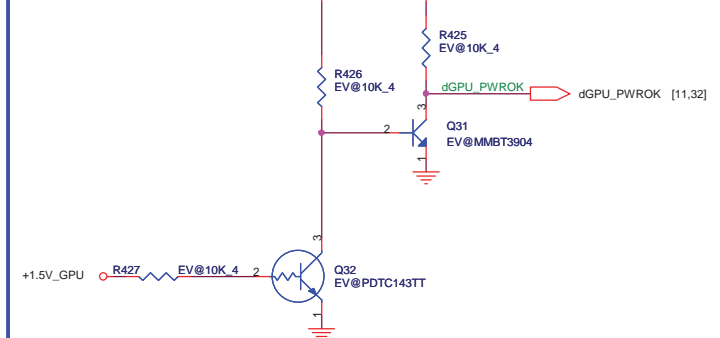 R425
EV@10K_4
R426
EV@10K_4
dGPU_PWROK
dGPU_PWROK [11,32]
3
2
Q31
EV@MMBT3904
1
3
+1.5V_GPU
R427
EV@10K_4
2
Q32
EV@PDTC143TT
1